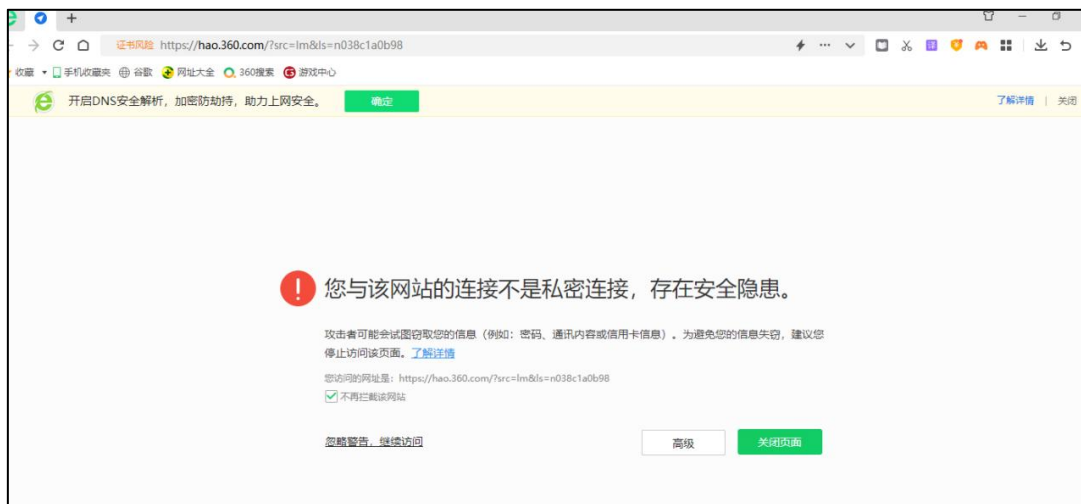 证书风险 https://hao.360.com/?src=lm&ls=n038c1a0b98
收藏 手机收藏夹 谷歌 网址大全 360搜索 游戏中心
开启DNS安全解析，加密防劫持，助力上网安全。 确定 了解详情 | 关闭
您与该网站的连接不是私密连接，存在安全隐患。
攻击者可能会试图窃取您的信息（例如：密码、通讯内容或信用卡信息）。为避免您的信息失窃，建议您
停止访问该页面。了解详情
您访问的网址是：https://hao.360.com/?src=lm&ls=n038c1a0b98
不再拦截该网站
忽略警告，继续访问 高级 关闭页面